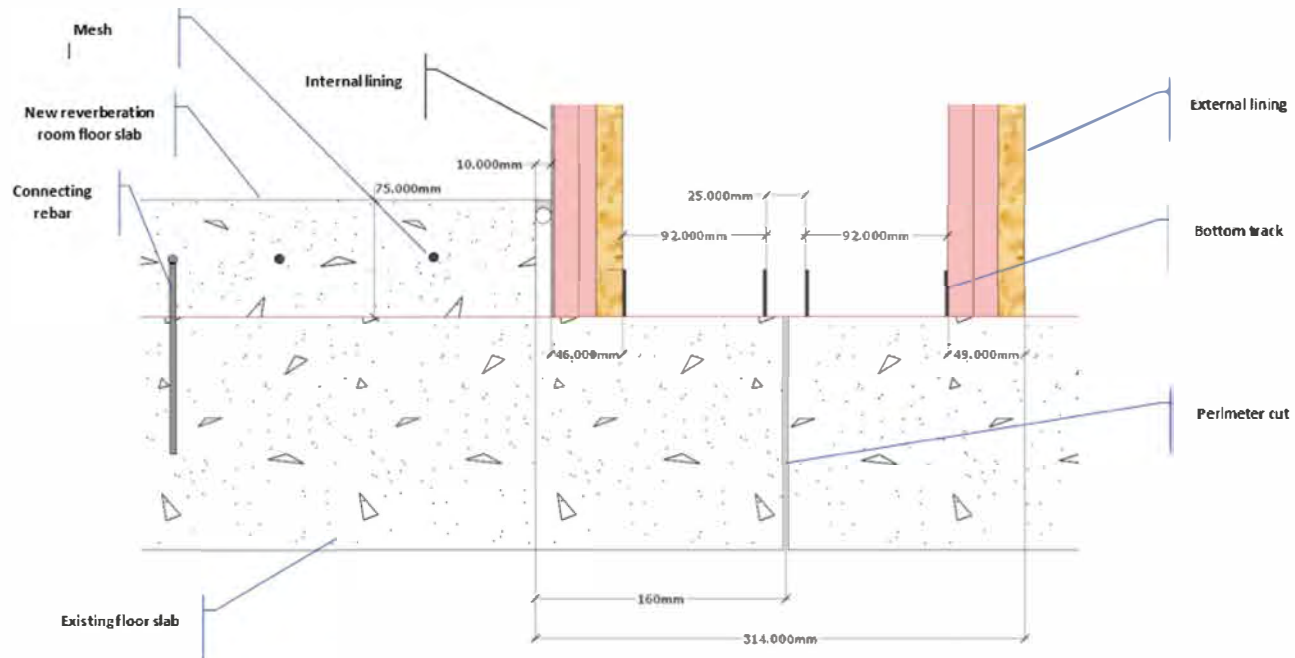 Mesh
Internal lining
New reverberation
room floor slab
Connecting
rebar
External lining
Bottom track
Perimeter cut
Existing floor slab
10.000mm
75.000mm
25.000mm
92.000mm
92.000mm
46.000mm
49.000mm
160mm
314.000mm